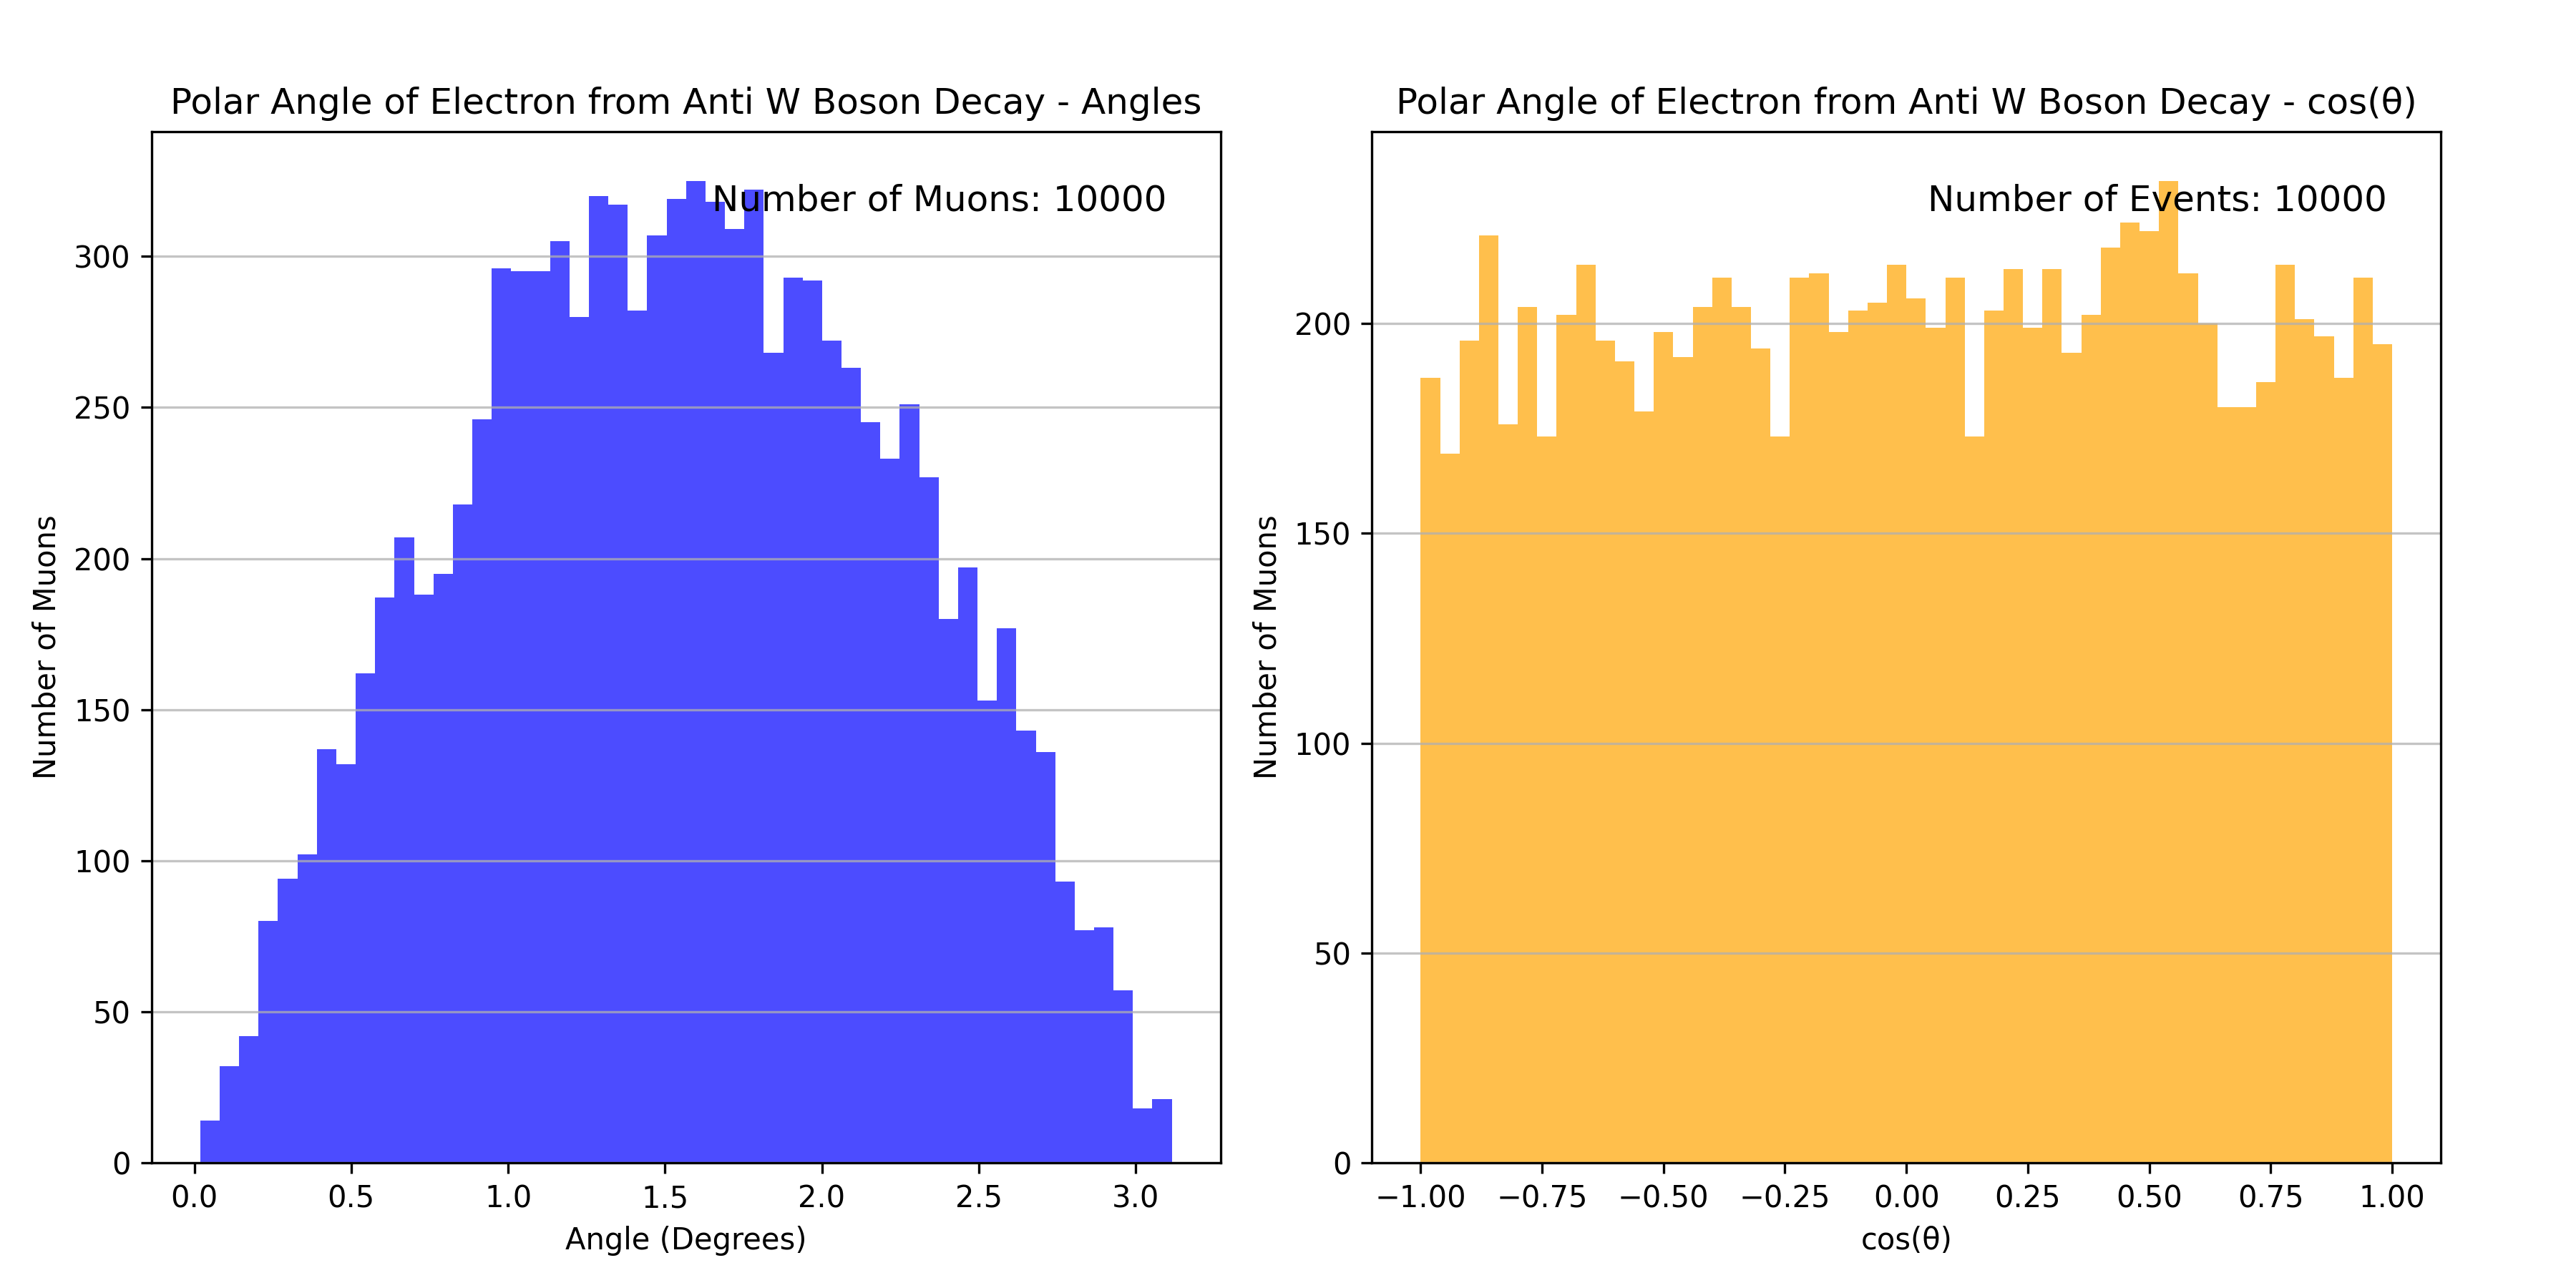 Polar Angle of Electron from Anti W Boson Decay - Angles
Number of Muons: 10000
300
250
200
150
100
50
0
Number of Muons
0.0 0.5 1.0 1.5 2.0 2.5 3.0
Angle (Degrees)
Polar Angle of Electron from Anti W Boson Decay - cos(θ)
Number of Events: 10000
200
150
100
50
0
Number of Muons
−1.00 −0.75 −0.50 −0.25 0.00 0.25 0.50 0.75 1.00
cos(θ)